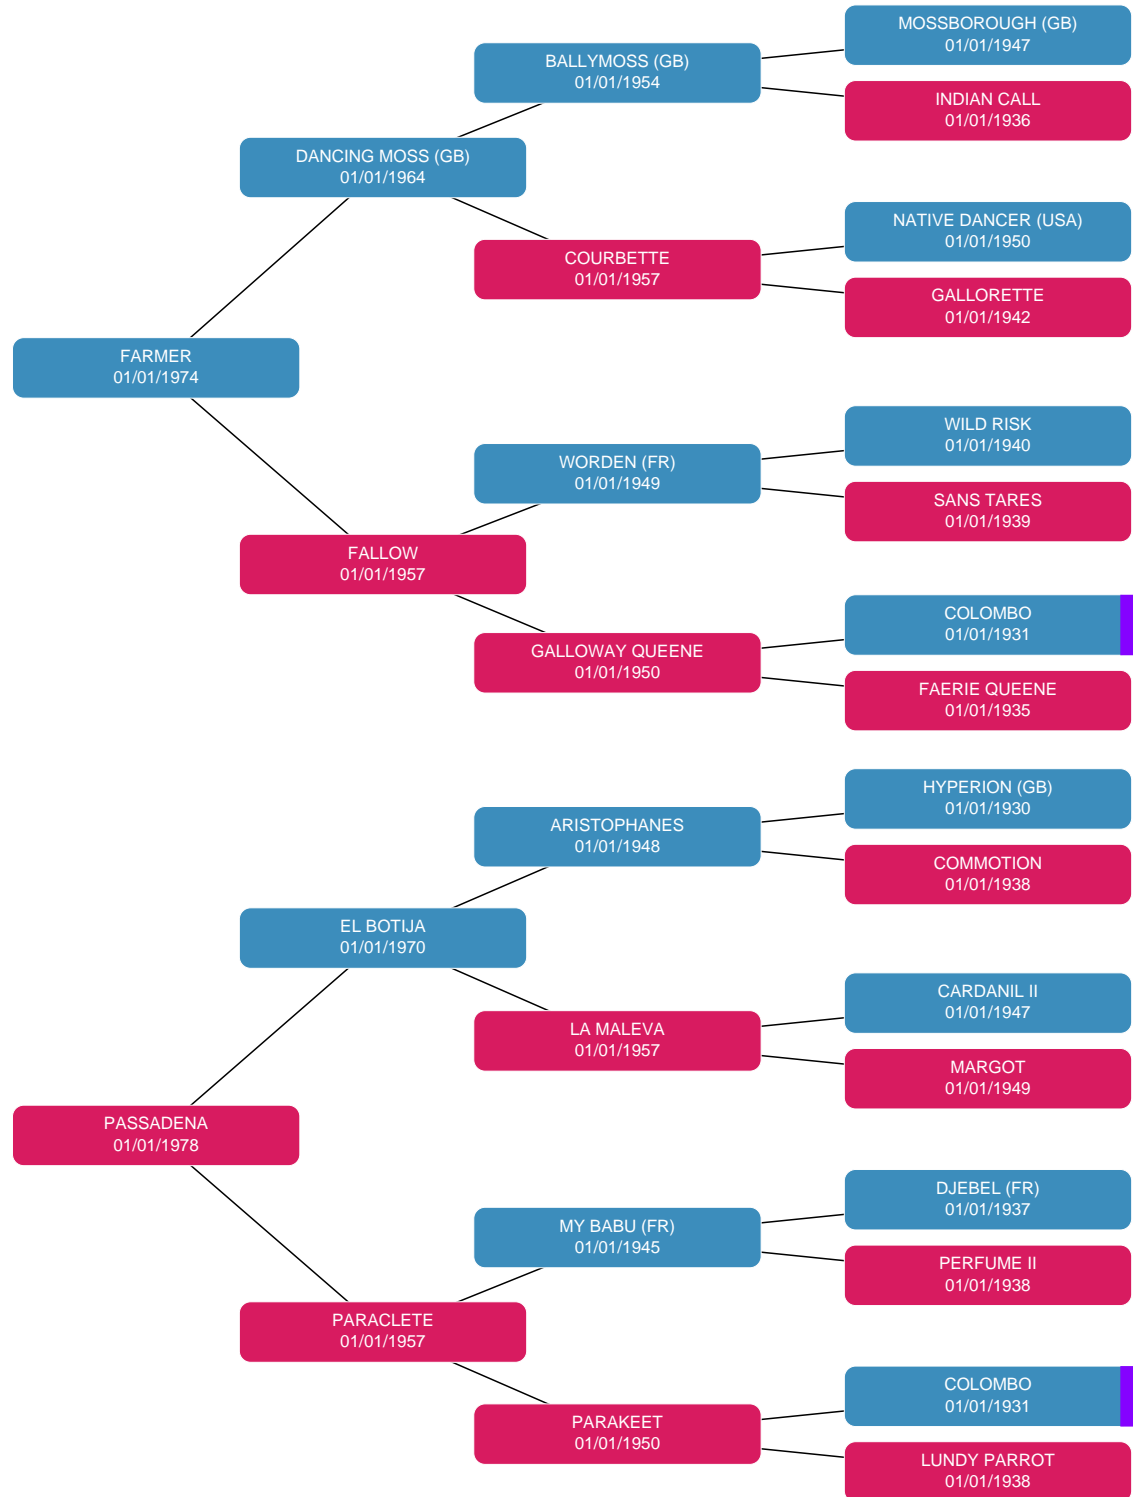 MOSSBOROUGH (GB)
01/01/1947
BALLYMOSS (GB)
01/01/1954
INDIAN CALL
01/01/1936
DANCING MOSS (GB)
01/01/1964
NATIVE DANCER (USA)
01/01/1950
COURBETTE
01/01/1957
GALLORETTE
01/01/1942
FARMER
01/01/1974
WILD RISK
01/01/1940
WORDEN (FR)
01/01/1949
SANS TARES
01/01/1939
FALLOW
01/01/1957
COLOMBO
01/01/1931
GALLOWAY QUEENE
01/01/1950
FAERIE QUEENE
01/01/1935
HYPERION (GB)
01/01/1930
ARISTOPHANES
01/01/1948
COMMOTION
01/01/1938
EL BOTIJA
01/01/1970
CARDANIL II
01/01/1947
LA MALEVA
01/01/1957
MARGOT
01/01/1949
PASSADENA
01/01/1978
DJEBEL (FR)
01/01/1937
MY BABU (FR)
01/01/1945
PERFUME II
01/01/1938
PARACLETE
01/01/1957
COLOMBO
01/01/1931
PARAKEET
01/01/1950
LUNDY PARROT
01/01/1938